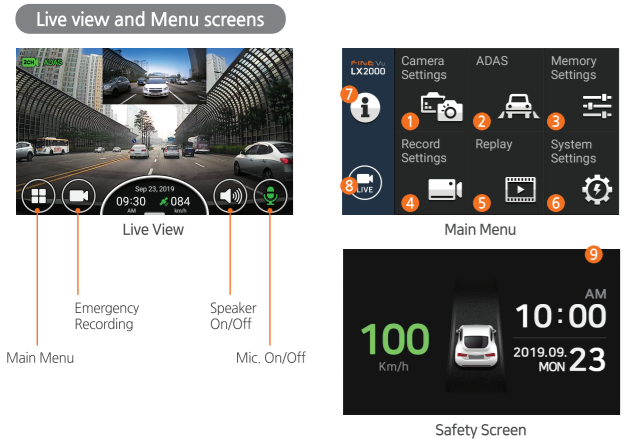 Live view and Menu screens
2CH ADAS
Sep 23, 2019
09:30
AM
084
km/h
Live View
Emergency
Recording
Speaker
On/Off
Main Menu
Mic. On/Off
FINEVu
LX2000
7
8
LIVE
Camera
Settings
1
ADAS
2
Memory
Settings
3
Record
Settings
4
Replay
5
System
Settings
6
Main Menu
9
100
Km/h
AM
10:00
2019.09.
MON 23
Safety Screen